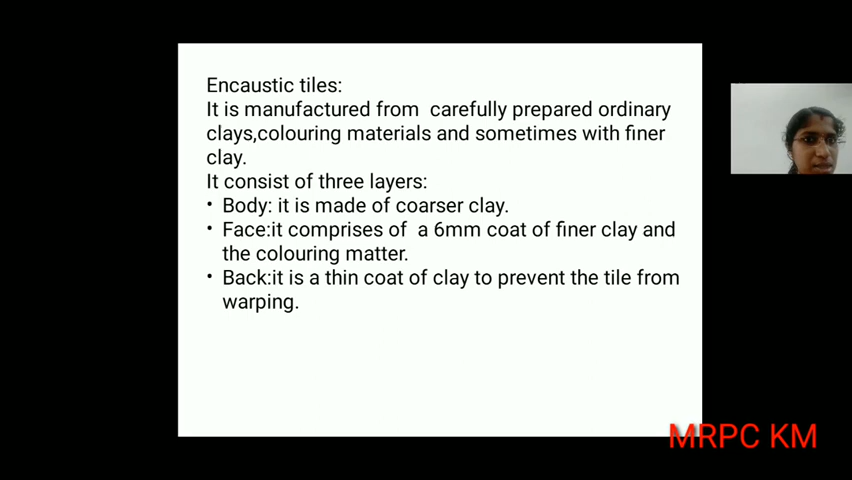 Encaustic tiles:
It is manufactured from carefully prepared ordinary
clays,colouring materials and sometimes with finer
clay.
It consist of three layers:
• Body: it is made of coarser clay.
• Face:it comprises of a 6mm coat of finer clay and
the colouring matter.
• Back:it is a thin coat of clay to prevent the tile from
warping.
MRPC KM